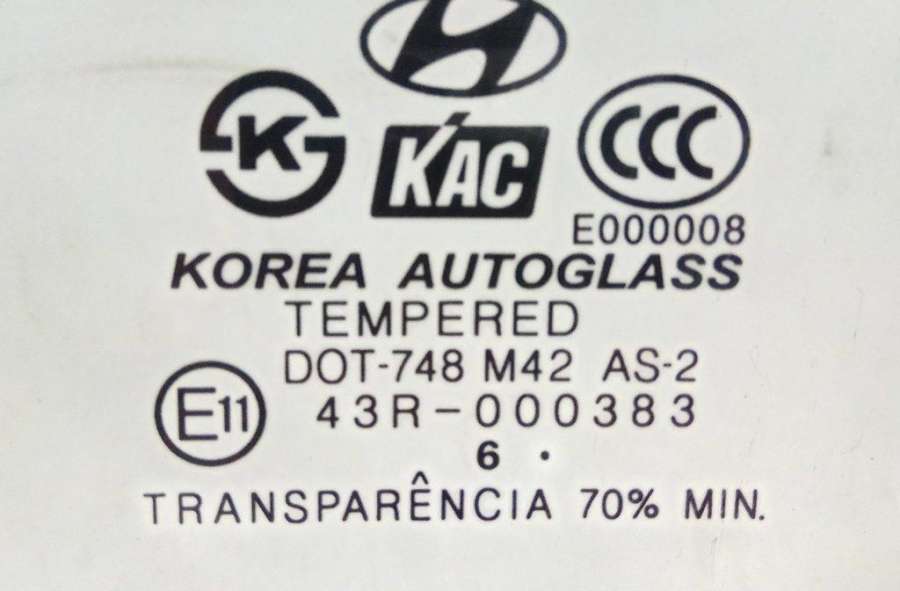 K
KAC
CCC
E000008
KOREA AUTOGLASS
TEMPERED
DOT-748 M42 AS-2
E11
43R-000383
6 .
TRANSPARÊNCIA 70% MIN.